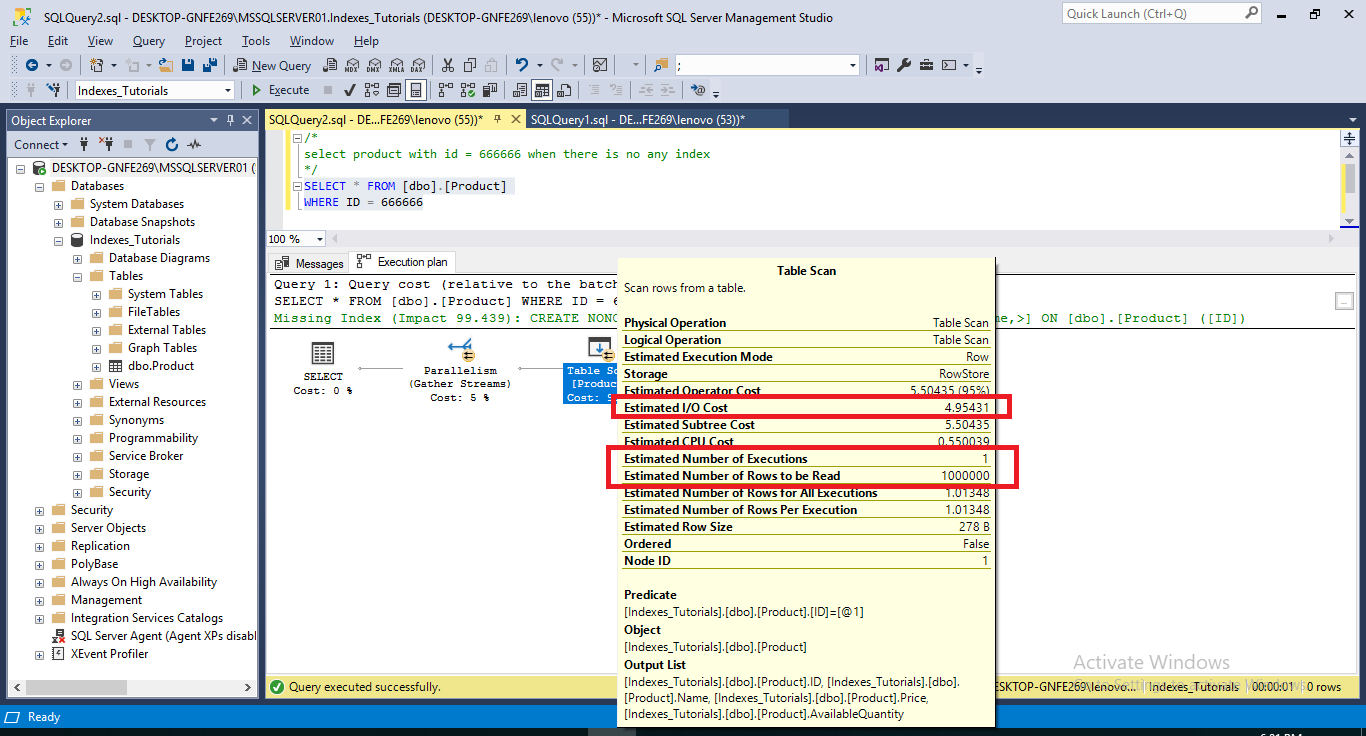 SQLQuery2.sql - DESKTOP-GNFE269\MSSQLSERVER01.Indexes_Tutorials (DESKTOP-GNFE269\lenovo (55))* - Microsoft SQL Server Management Studio
Quick Launch (Ctrl+Q)
File Edit View Query Project Tools Window Help
New Query MDX DMX XMLA DAX ;
Indexes_Tutorials Execute
Object Explorer
SQLQuery2.sql - DE...FE269\lenovo (55))* SQLQuery1.sql - DE...FE269\lenovo (53))*
Connect
DESKTOP-GNFE269\MSSQLSERVER01 (
Databases
System Databases
Database Snapshots
Indexes_Tutorials
Database Diagrams
Tables
System Tables
FileTables
External Tables
Graph Tables
dbo.Product
Views
External Resources
Synonyms
Programmability
Service Broker
Storage
Security
Security
Server Objects
Replication
PolyBase
Always On High Availability
Management
Integration Services Catalogs
SQL Server Agent (Agent XPs disabl
XEvent Profiler
/*
select product with id = 666666 when there is no any index
*/
SELECT * FROM [dbo].[Product]
WHERE ID = 666666
100 %
Messages Execution plan
Query 1: Query cost (relative to the batch
SELECT * FROM [dbo].[Product] WHERE ID = 6
Missing Index (Impact 99.439): CREATE NONC
me,>] ON [dbo].[Product] ([ID])
SELECT
Cost: 0 %
Parallelism
(Gather Streams)
Cost: 5 %
Table Sc
[Produc
Cost: 9
Table Scan
Scan rows from a table.
Physical Operation Table Scan
Logical Operation Table Scan
Estimated Execution Mode Row
Storage RowStore
Estimated Operator Cost 5.50435 (95%)
Estimated I/O Cost 4.95431
Estimated Subtree Cost 5.50435
Estimated CPU Cost 0.550039
Estimated Number of Executions 1
Estimated Number of Rows to be Read 1000000
Estimated Number of Rows for All Executions 1.01348
Estimated Number of Rows Per Execution 1.01348
Estimated Row Size 278 B
Ordered False
Node ID 1
Predicate
[Indexes_Tutorials].[dbo].[Product].[ID]=[@1]
Object
[Indexes_Tutorials].[dbo].[Product]
Output List
[Indexes_Tutorials].[dbo].[Product].ID, [Indexes_Tutorials].[dbo].
[Product].Name, [Indexes_Tutorials].[dbo].[Product].Price,
[Indexes_Tutorials].[dbo].[Product].AvailableQuantity
Activate Windows
Go to Settings to activate Windows.
Query executed successfully.
ESKTOP-GNFE269\lenovo... Indexes_Tutorials 00:00:01 0 rows
Ready